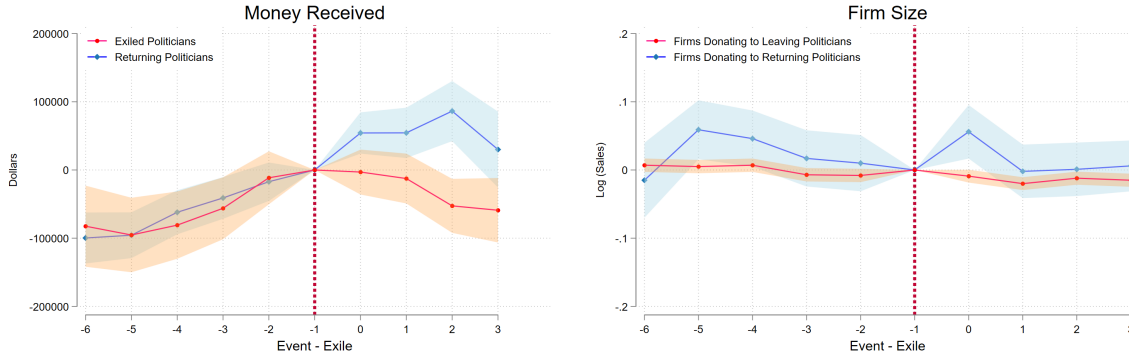 Money Received
Exiled Politicians
Returning Politicians
Dollars
200000
100000
0
-100000
-200000
-6 -5 -4 -3 -2 -1 0 1 2 3
Event - Exile
Firm Size
Firms Donating to Leaving Politicians
Firms Donating to Returning Politicians
Log (Sales)
.2
.1
0
-.1
-.2
-6 -5 -4 -3 -2 -1 0 1 2 3
Event - Exile